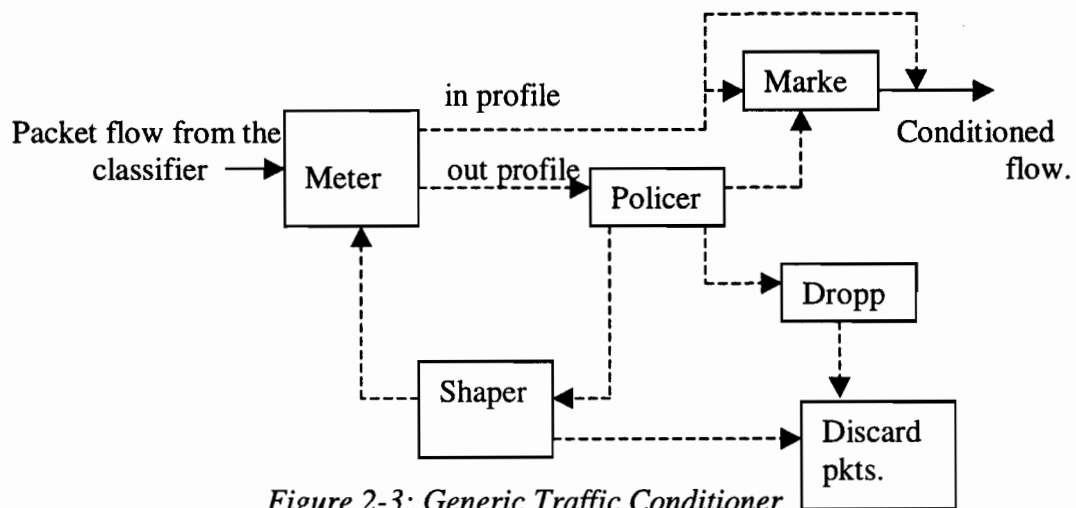 in profile
Marke
Packet flow from the
classifier
Meter
out profile
Policer
Conditioned
flow.
Dropp
Shaper
Discard
pkts.
Figure 2-3: Generic Traffic Conditioner